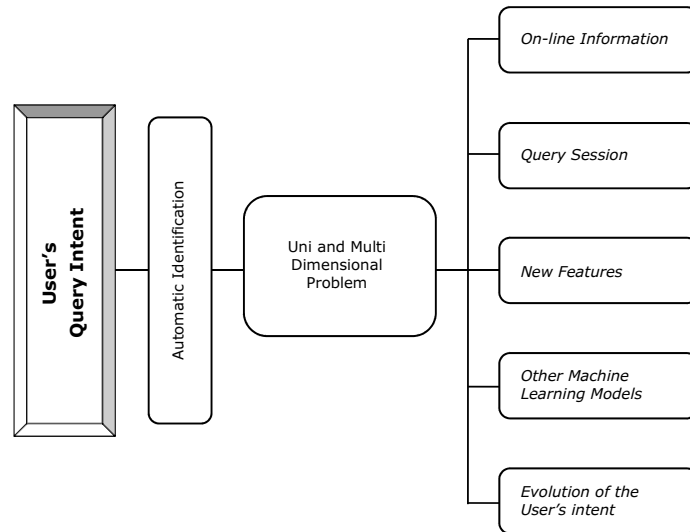 User's
Query Intent
Automatic Identification
Uni and Multi
Dimensional
Problem
On-line Information
Query Session
New Features
Other Machine
Learning Models
Evolution of the
User's intent